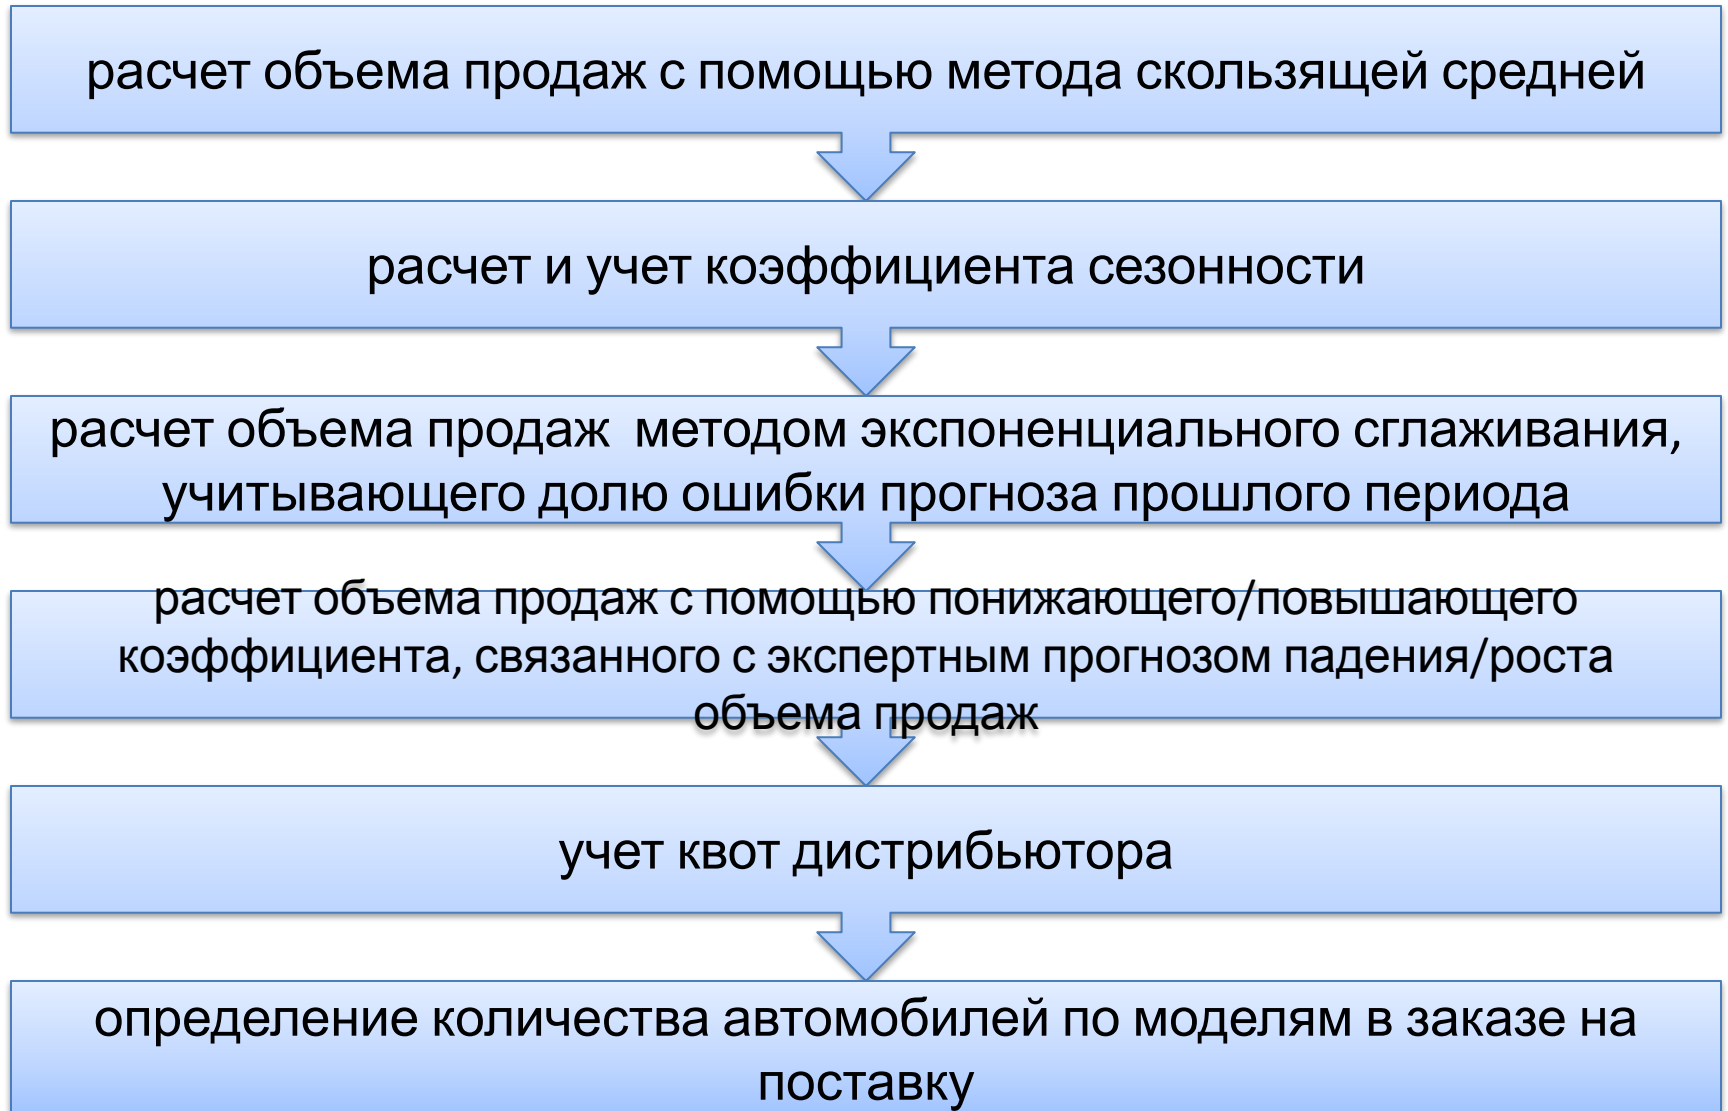 расчет объема продаж с помощью метода скользящей средней
расчет и учет коэффициента сезонности
расчет объема продаж методом экспоненциального сглаживания,
учитывающего долю ошибки прогноза прошлого периода
расчет объема продаж с помощью понижающего/повышающего
коэффициента, связанного с экспертным прогнозом падения/роста
объема продаж
учет квот дистрибьютора
определение количества автомобилей по моделям в заказе на
поставку